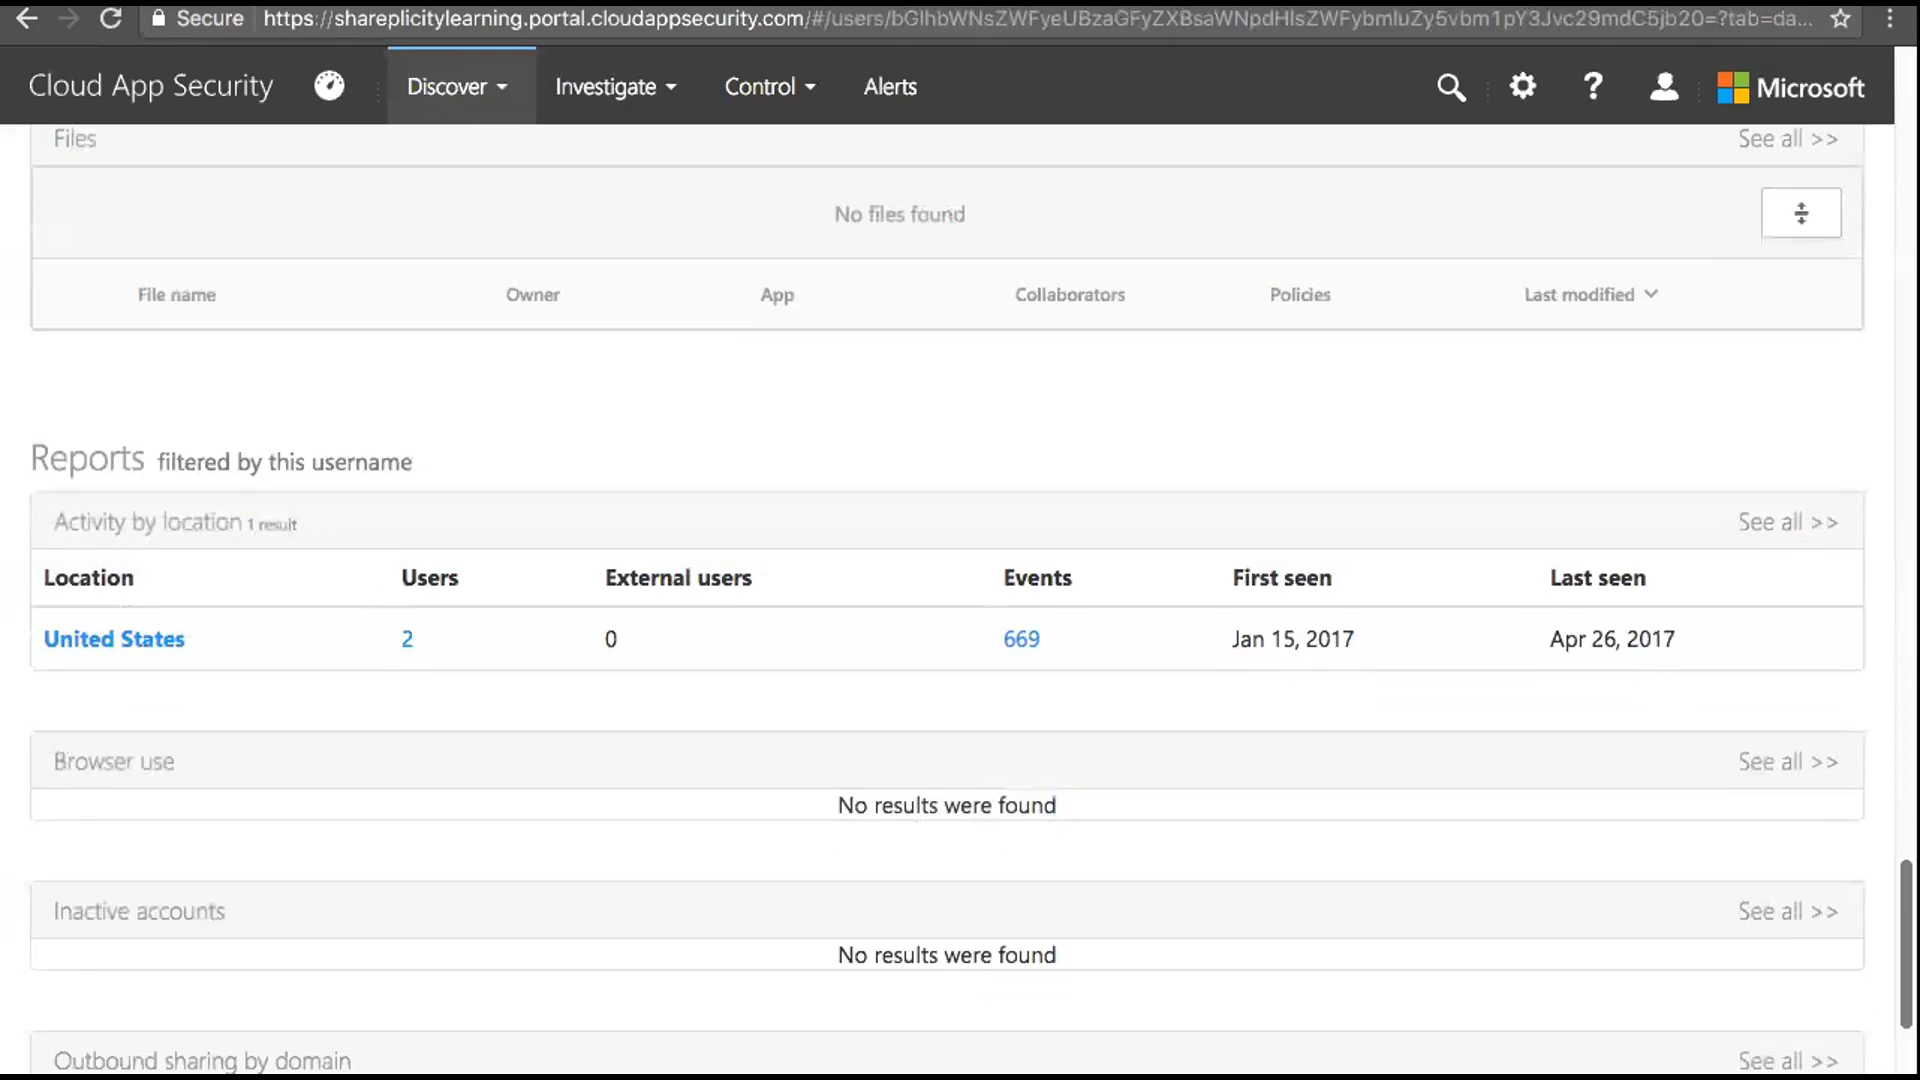 Secure https://shareplicitylearning.portal.cloudappsecurity.com/#/users/
Cloud App Security Discover Investigate Control Alerts ? Microsoft
Files See all >>
No files found
File name Owner App Collaborators Policies Last modified
Reports filtered by this username
Activity by location 1 result See all >>
Location Users External users Events First seen Last seen
United States 2 0 669 Jan 15, 2017 Apr 26, 2017
Browser use See all >>
No results were found
Inactive accounts See all >>
No results were found
Outbound sharing by domain See all >>